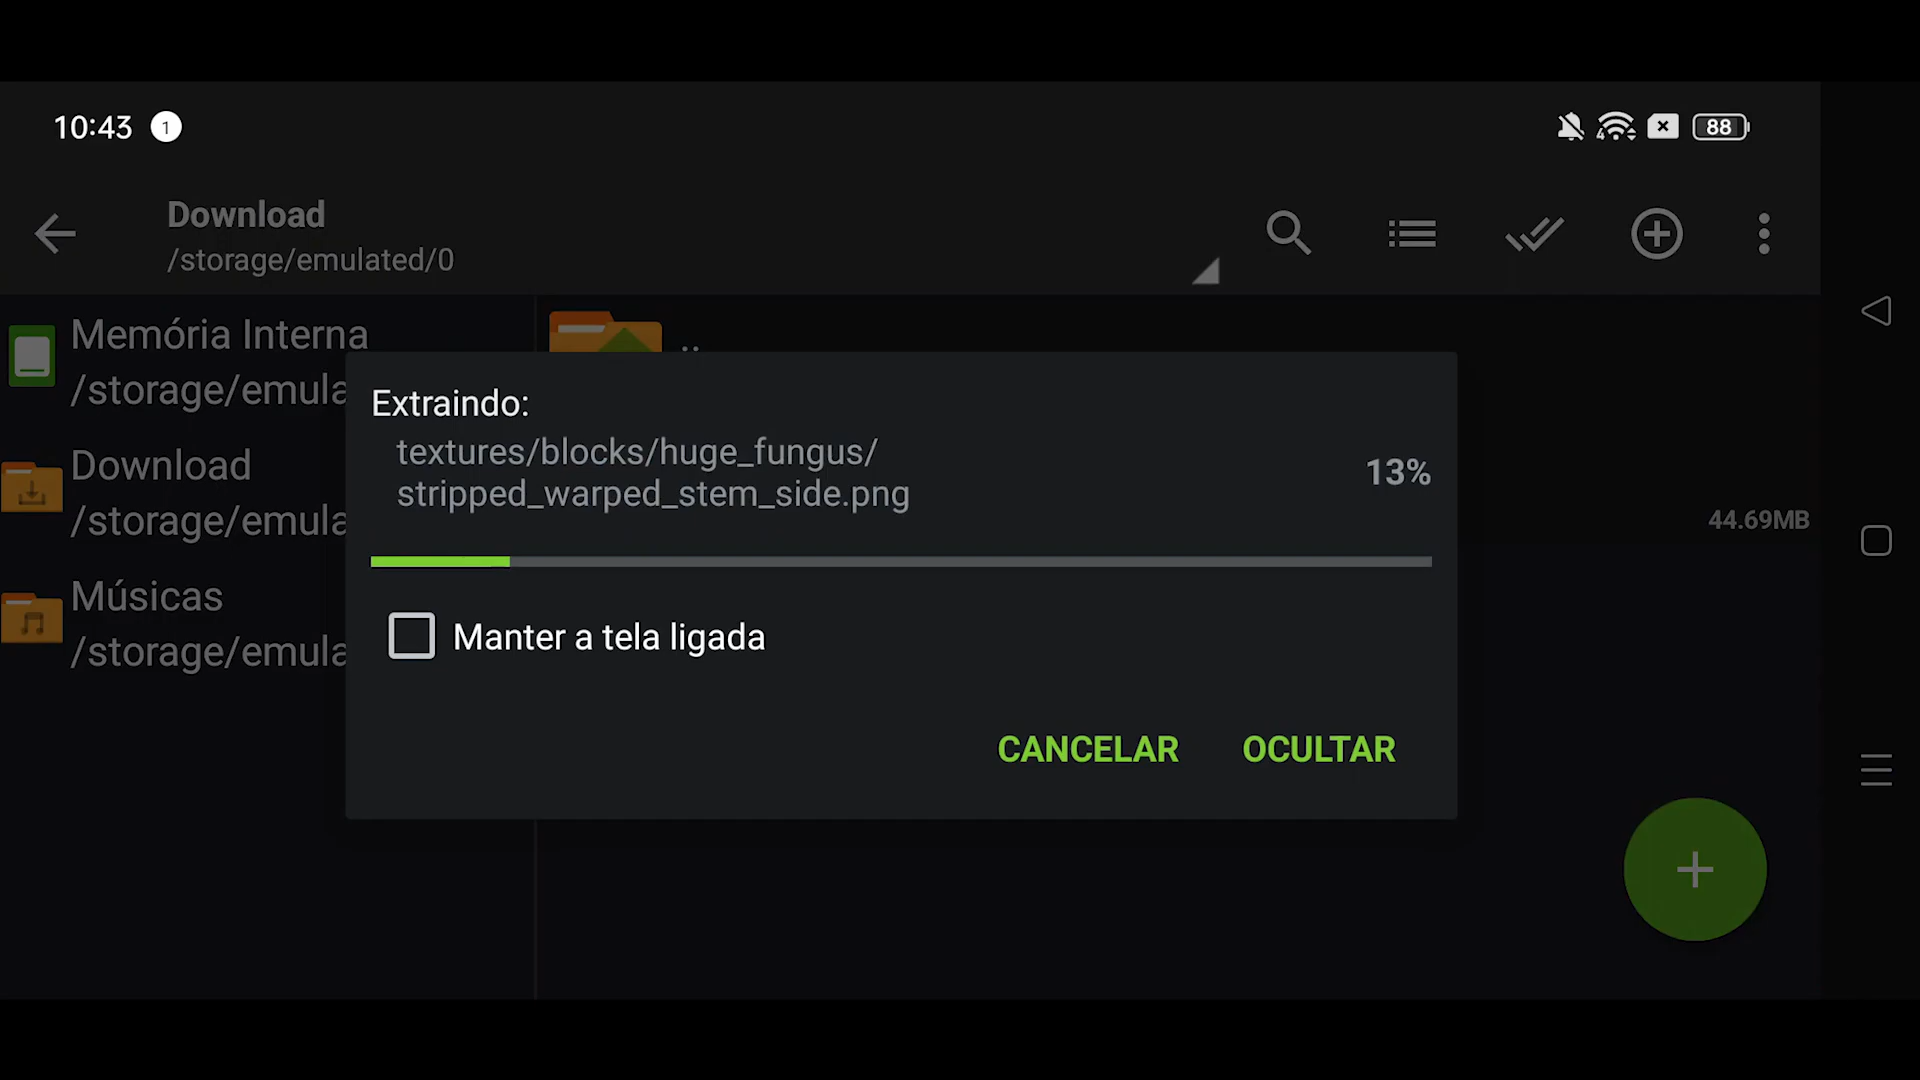 10:43
1
88
Download
/storage/emulated/0
Memória Interna
/storage/emula
Download
/storage/emula
Músicas
/storage/emula
..
44.69MB
Extraindo:
textures/blocks/huge_fungus/
stripped_warped_stem_side.png
13%
Manter a tela ligada
CANCELAR
OCULTAR